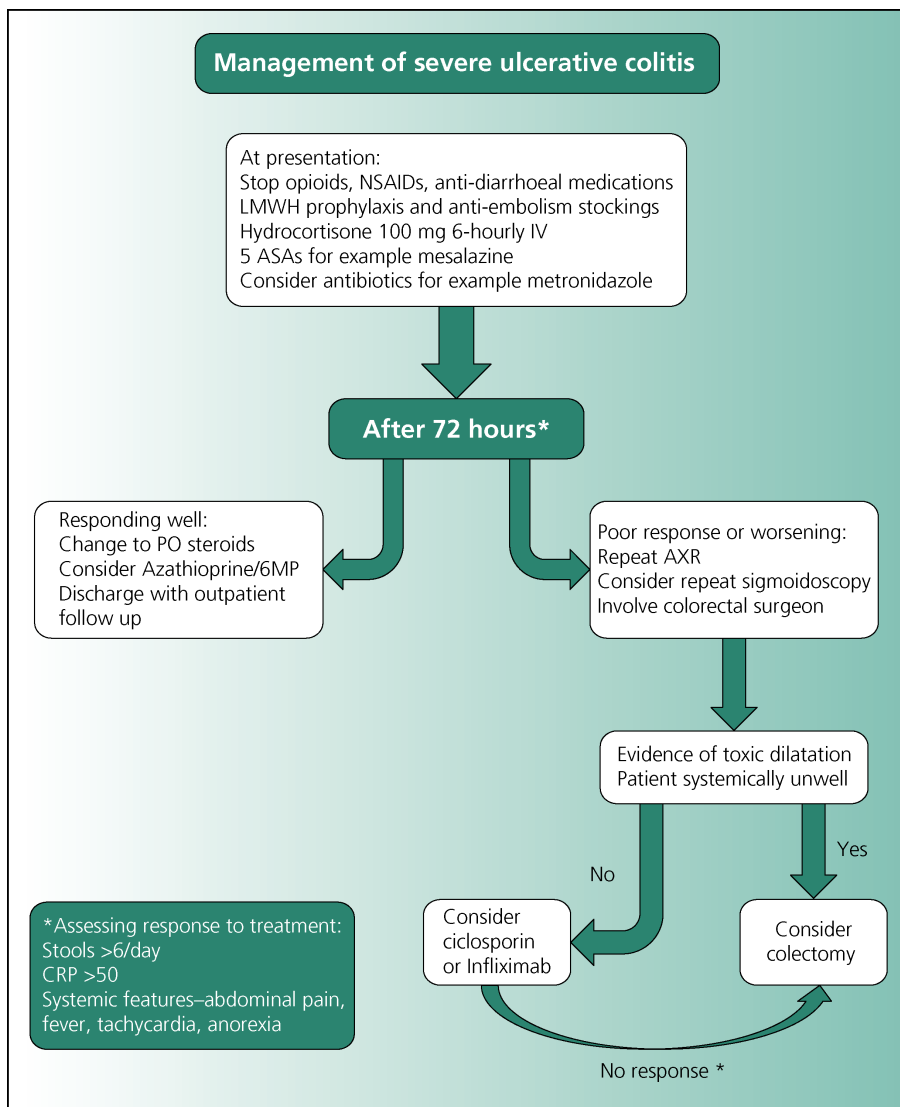 Management of severe ulcerative colitis
At presentation:
Stop opioids, NSAIDs, anti-diarrhoeal medications
LMWH prophylaxis and anti-embolism stockings
Hydrocortisone 100 mg 6-hourly IV
5 ASAs for example mesalazine
Consider antibiotics for example metronidazole
After 72 hours*
Responding well:
Change to PO steroids
Consider Azathioprine/6MP
Discharge with outpatient
follow up
Poor response or worsening:
Repeat AXR
Consider repeat sigmoidoscopy
Involve colorectal surgeon
Evidence of toxic dilatation
Patient systemically unwell
No
Yes
Consider
ciclosporin
or Infliximab
Consider
colectomy
No response *
*Assessing response to treatment:
Stools >6/day
CRP >50
Systemic features–abdominal pain,
fever, tachycardia, anorexia